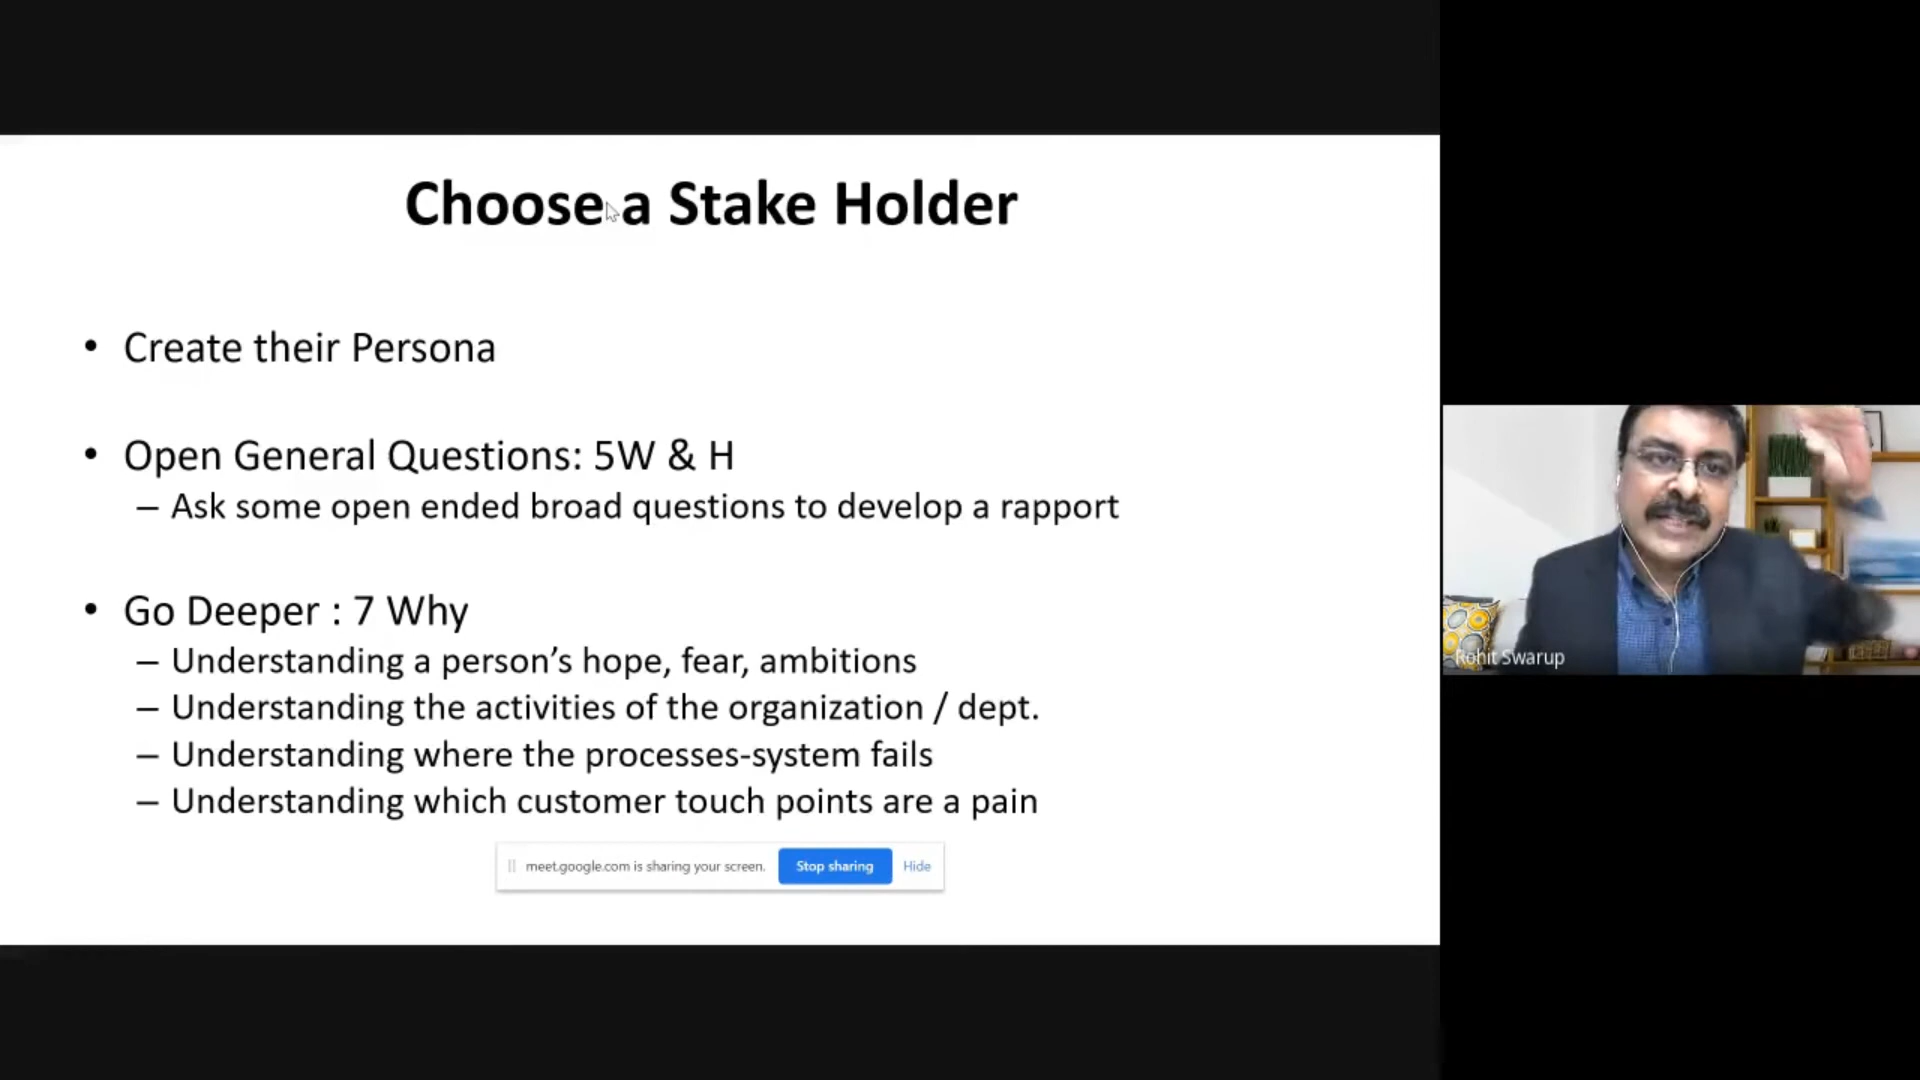 Choose a Stake Holder
• Create their Persona
• Open General Questions: 5W & H
– Ask some open ended broad questions to develop a rapport
• Go Deeper : 7 Why
– Understanding a person’s hope, fear, ambitions
– Understanding the activities of the organization / dept.
– Understanding where the processes-system fails
– Understanding which customer touch points are a pain
meet.google.com is sharing your screen. Stop sharing Hide
Rohit Swarup